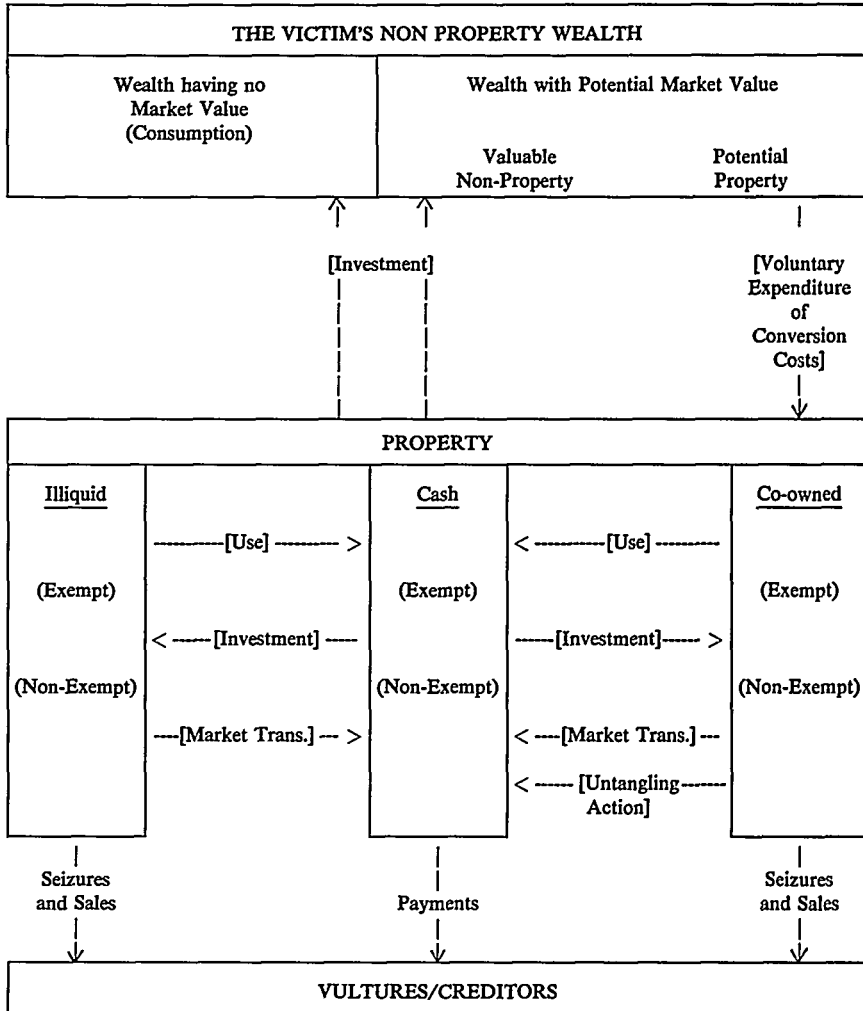 THE VICTIM'S NON PROPERTY WEALTH
Wealth having no
Market Value
(Consumption)
Wealth with Potential Market Value
Valuable
Non-Property
Potential
Property
[Investment]
[Voluntary
Expenditure
of
Conversion
Costs]
PROPERTY
Illiquid
Cash
Co-owned
[Use]
[Use]
(Exempt)
(Exempt)
(Exempt)
[Investment]
[Investment]
(Non-Exempt)
(Non-Exempt)
(Non-Exempt)
[Market Trans.]
[Market Trans.]
[Untangling
Action]
Seizures
and Sales
Payments
Seizures
and Sales
VULTURES/CREDITORS